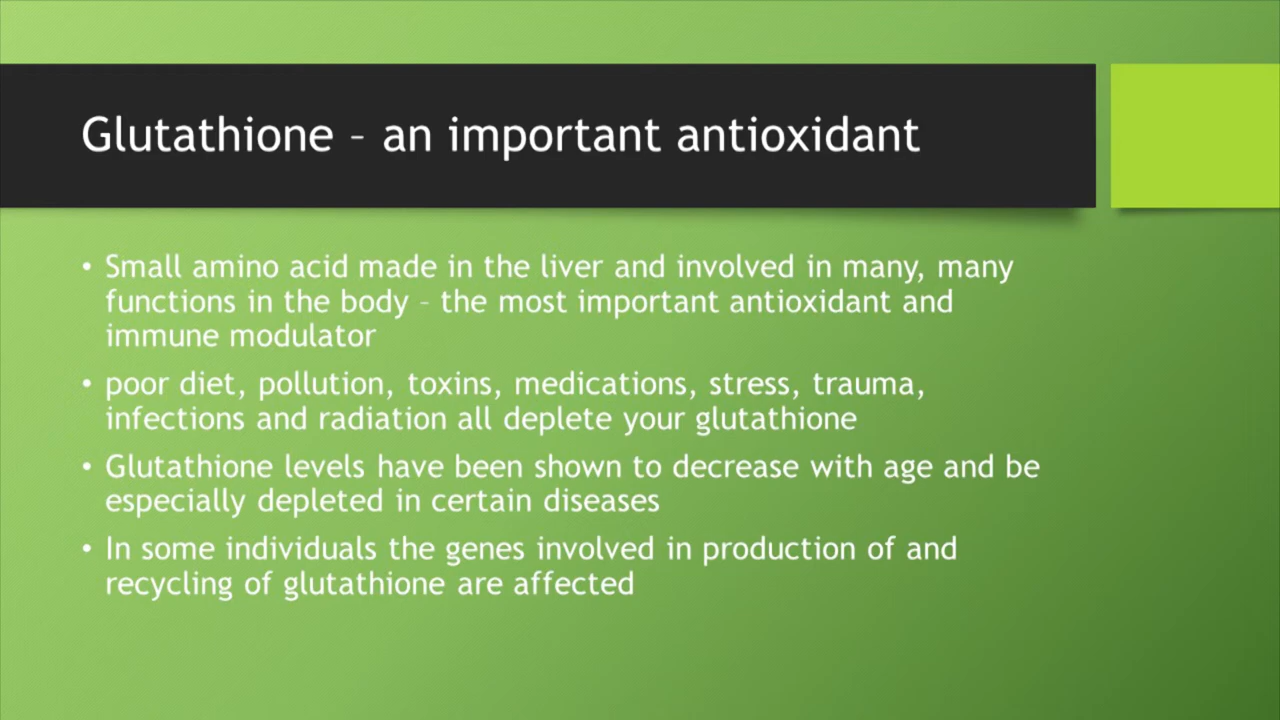 Glutathione – an important antioxidant
• Small amino acid made in the liver and involved in many, many
functions in the body – the most important antioxidant and
immune modulator
• poor diet, pollution, toxins, medications, stress, trauma,
infections and radiation all deplete your glutathione
• Glutathione levels have been shown to decrease with age and be
especially depleted in certain diseases
• In some individuals the genes involved in production of and
recycling of glutathione are affected